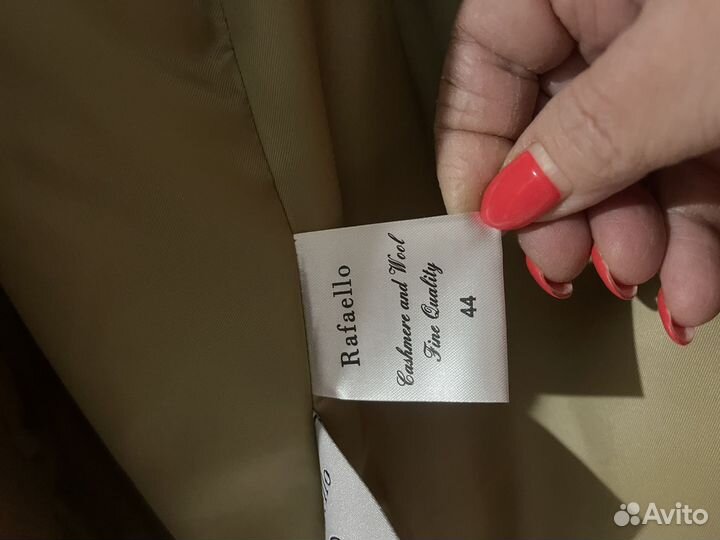 Rafaello
Cashmere and Wool
Fine Quality
44
Avito